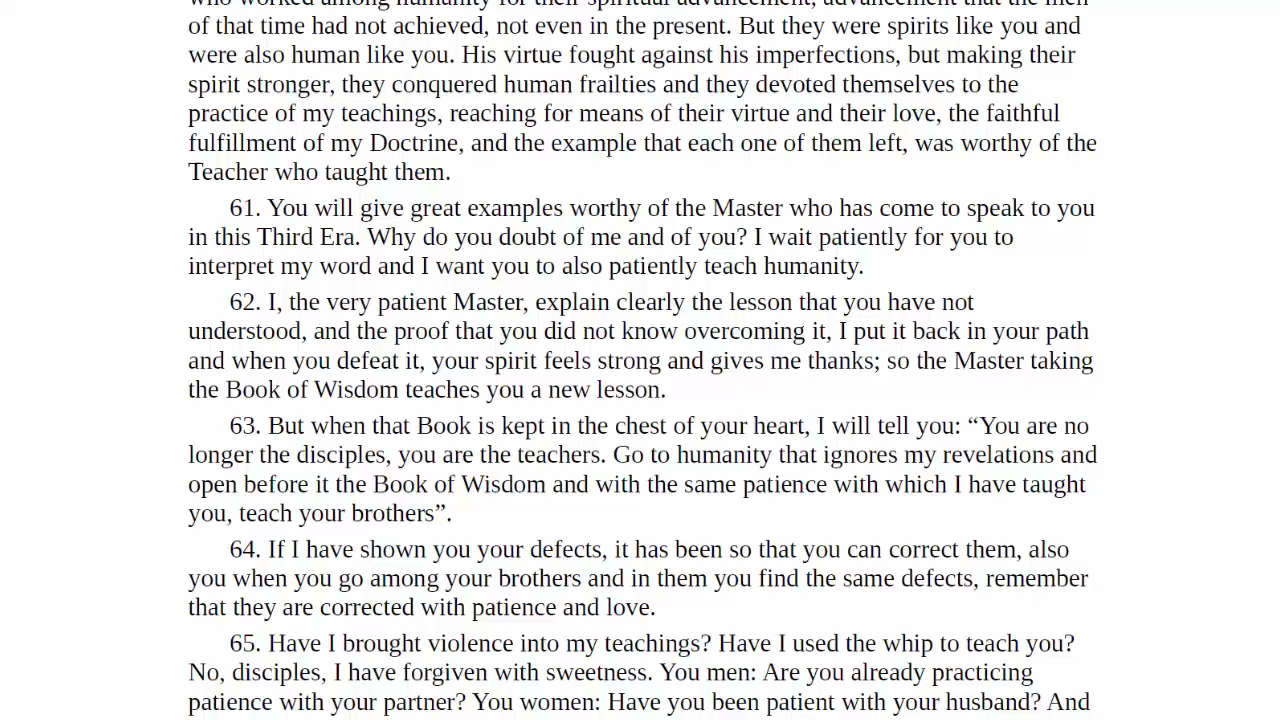 who worked among humanity for their spiritual advancement, advancement that the men
of that time had not achieved, not even in the present. But they were spirits like you and
were also human like you. His virtue fought against his imperfections, but making their
spirit stronger, they conquered human frailties and they devoted themselves to the
practice of my teachings, reaching for means of their virtue and their love, the faithful
fulfillment of my Doctrine, and the example that each one of them left, was worthy of the
Teacher who taught them.
61. You will give great examples worthy of the Master who has come to speak to you
in this Third Era. Why do you doubt of me and of you? I wait patiently for you to
interpret my word and I want you to also patiently teach humanity.
62. I, the very patient Master, explain clearly the lesson that you have not
understood, and the proof that you did not know overcoming it, I put it back in your path
and when you defeat it, your spirit feels strong and gives me thanks; so the Master taking
the Book of Wisdom teaches you a new lesson.
63. But when that Book is kept in the chest of your heart, I will tell you: “You are no
longer the disciples, you are the teachers. Go to humanity that ignores my revelations and
open before it the Book of Wisdom and with the same patience with which I have taught
you, teach your brothers”.
64. If I have shown you your defects, it has been so that you can correct them, also
you when you go among your brothers and in them you find the same defects, remember
that they are corrected with patience and love.
65. Have I brought violence into my teachings? Have I used the whip to teach you?
No, disciples, I have forgiven with sweetness. You men: Are you already practicing
patience with your partner? You women: Have you been patient with your husband? And